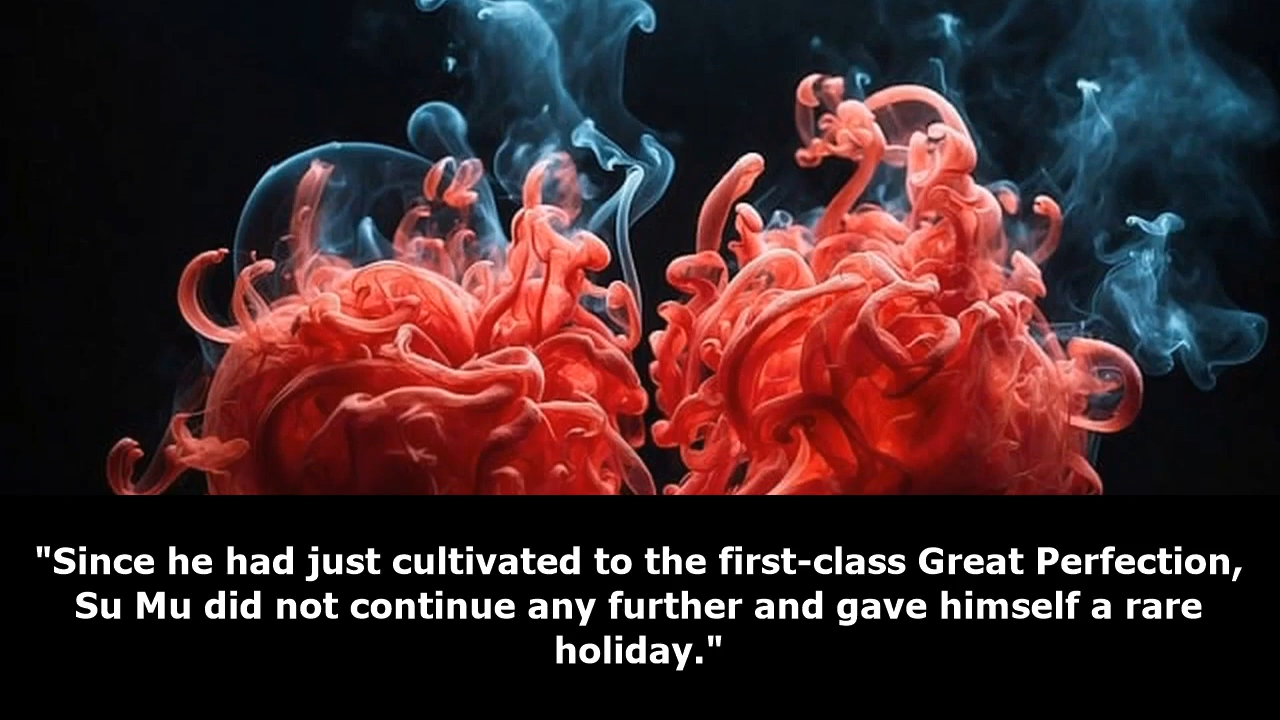 "Since he had just cultivated to the first-class Great Perfection,
Su Mu did not continue any further and gave himself a rare
holiday."